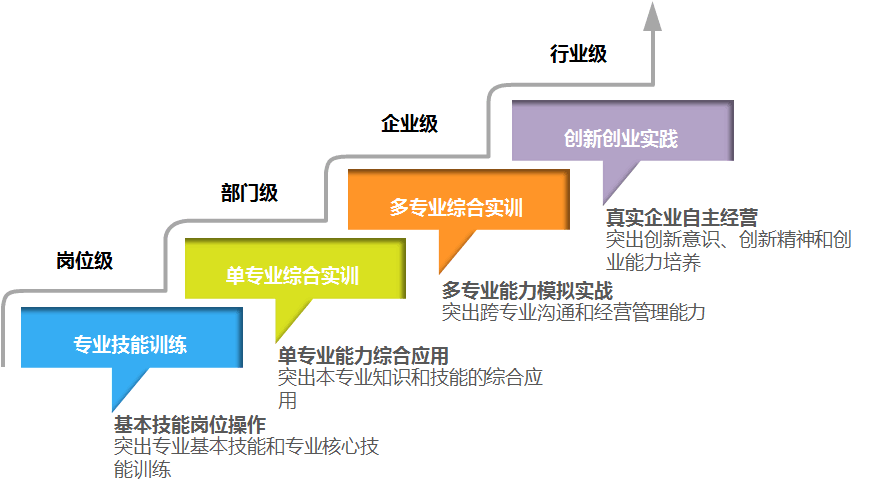 行业级
创新创业实践
真实企业自主经营
突出创新意识、创新精神和创
业能力培养
企业级
多专业综合实训
多专业能力模拟实战
突出跨专业沟通和经营管理能力
部门级
单专业综合实训
单专业能力综合应用
突出本专业知识和技能的综合应
用
岗位级
专业技能训练
基本技能岗位操作
突出专业基本技能和专业核心技
能训练